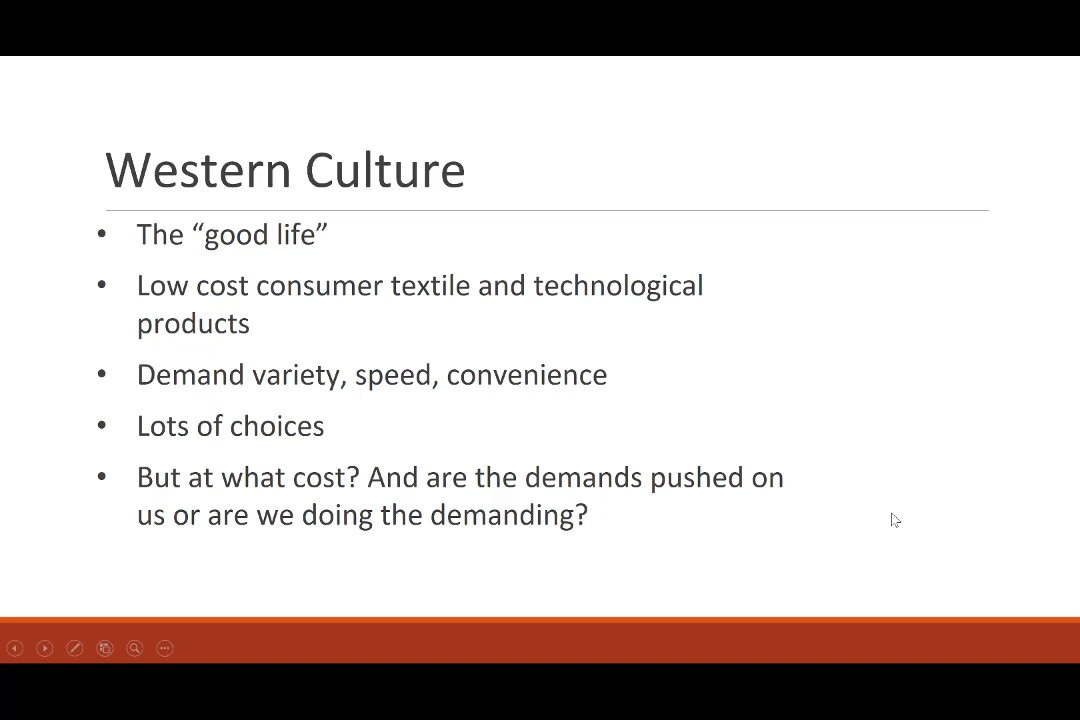 Western Culture
• The “good life”
• Low cost consumer textile and technological
products
• Demand variety, speed, convenience
• Lots of choices
• But at what cost? And are the demands pushed on
us or are we doing the demanding?